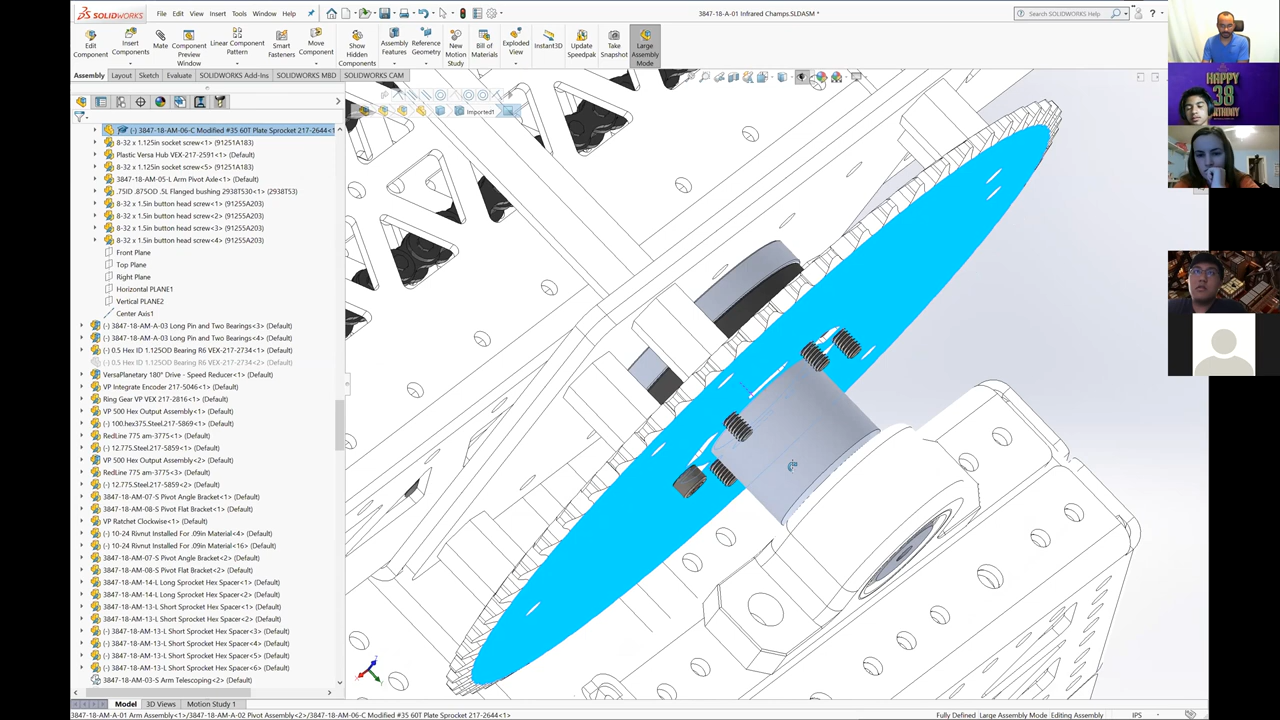 SOLIDWORKS
File
Edit
View
Insert
Tools
Window
Help
3847-18-A-01 Infrared Champs.SLDASM *
Search SOLIDWORKS Help
Edit Component
Insert Components
Mate
Component Preview Window
Linear Component Pattern
Smart Fasteners
Move Component
Show Hidden Components
Assembly Features
Reference Geometry
New Motion Study
Bill of Materials
Exploded View
Instant3D
Update Speedpak
Take Snapshot
Large Assembly Mode
Assembly
Layout
Sketch
Evaluate
SOLIDWORKS Add-Ins
SOLIDWORKS MBD
SOLIDWORKS CAM
Imported1
HAPPY
38
BIRTHDAY
(-) 3847-18-AM-06-C Modified #35 60T Plate Sprocket 217-2644<1
8-32 x 1.125in socket screw<1> (91251A183)
Plastic Versa Hub VEX-217-2591<1> (Default)
8-32 x 1.125in socket screw<5> (91251A183)
3847-18-AM-05-L Arm Pivot Axle<1> (Default)
.75ID .875OD .5L Flanged bushing 2938T530<1> (2938T53)
8-32 x 1.5in button head screw<1> (91255A203)
8-32 x 1.5in button head screw<2> (91255A203)
8-32 x 1.5in button head screw<3> (91255A203)
8-32 x 1.5in button head screw<4> (91255A203)
Front Plane
Top Plane
Right Plane
Horizontal PLANE1
Vertical PLANE2
Center Axis1
(-) 3847-18-AM-A-03 Long Pin and Two Bearings<3> (Default)
(-) 3847-18-AM-A-03 Long Pin and Two Bearings<4> (Default)
(-) 0.5 Hex ID 1.125OD Bearing R6 VEX-217-2734<1> (Default)
(-) 0.5 Hex ID 1.125OD Bearing R6 VEX-217-2734<2> (Default)
VersaPlanetary 180° Drive - Speed Reducer<1> (Default)
VP Integrate Encoder 217-5046<1> (Default)
Ring Gear VP VEX 217-2816<1> (Default)
VP 500 Hex Output Assembly<1> (Default)
(-) 100.hex375.Steel.217-5869<1> (Default)
RedLine 775 am-3775<1> (Default)
(-) 12.775.Steel.217-5859<1> (Default)
VP 500 Hex Output Assembly<2> (Default)
RedLine 775 am-3775<3> (Default)
(-) 12.775.Steel.217-5859<2> (Default)
3847-18-AM-07-S Pivot Angle Bracket<1> (Default)
3847-18-AM-08-S Pivot Flat Bracket<1> (Default)
VP Ratchet Clockwise<1> (Default)
(-) 10-24 Rivnut Installed For .09in Material<4> (Default)
(-) 10-24 Rivnut Installed For .09in Material<16> (Default)
3847-18-AM-07-S Pivot Angle Bracket<2> (Default)
3847-18-AM-08-S Pivot Flat Bracket<2> (Default)
3847-18-AM-14-L Long Sprocket Hex Spacer<1> (Default)
3847-18-AM-14-L Long Sprocket Hex Spacer<2> (Default)
3847-18-AM-13-L Short Sprocket Hex Spacer<1> (Default)
3847-18-AM-13-L Short Sprocket Hex Spacer<2> (Default)
(-) 3847-18-AM-13-L Short Sprocket Hex Spacer<3> (Default)
(-) 3847-18-AM-13-L Short Sprocket Hex Spacer<4> (Default)
(-) 3847-18-AM-13-L Short Sprocket Hex Spacer<5> (Default)
(-) 3847-18-AM-13-L Short Sprocket Hex Spacer<6> (Default)
3847-18-AM-03-S Arm Telescoping<2> (Default)
Model
3D Views
Motion Study 1
3847-18-A-01 Arm Assembly<1>/3847-18-AM-A-02 Pivot Assembly<2>/3847-18-AM-06-C Modified #35 60T Plate Sprocket 217-2644<1>
Fully Defined
Large Assembly Mode
Editing Assembly
IPS